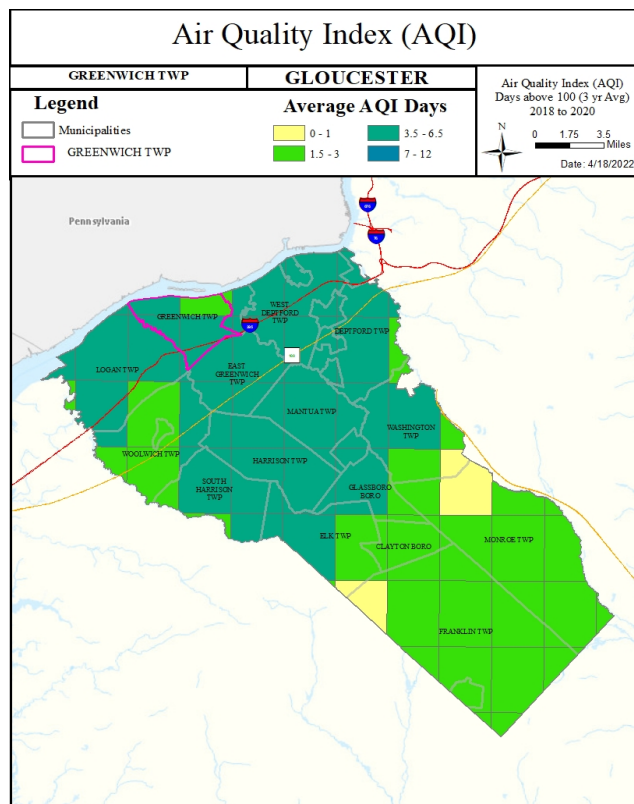 Air Quality Index (AQI)
GREENWICH TWP
GLOUCESTER
Legend
Municipalities
GREENWICH TWP
Average AQI Days
0 - 1
3.5 - 6.5
1.5 - 3
7 - 12
Air Quality Index (AQI)
Days above 100 (3 yr Avg)
2018 to 2020
N
0 1.75 3.5
Miles
Date: 4/18/2022
Pennsylvania
GREENWICH TWP
WEST
DEPTFORD
TWP
DEPTFORD TWP
LOGAN TWP
EAST
GREENWICH
TWP
MANTUA TWP
WASHINGTON
TWP
WOOLWICH TWP
HARRISON TWP
SOUTH
HARRISON
TWP
GLASSBORO
BORO
ELK TWP
CLAYTON BORO
MONROE TWP
FRANKLIN TWP